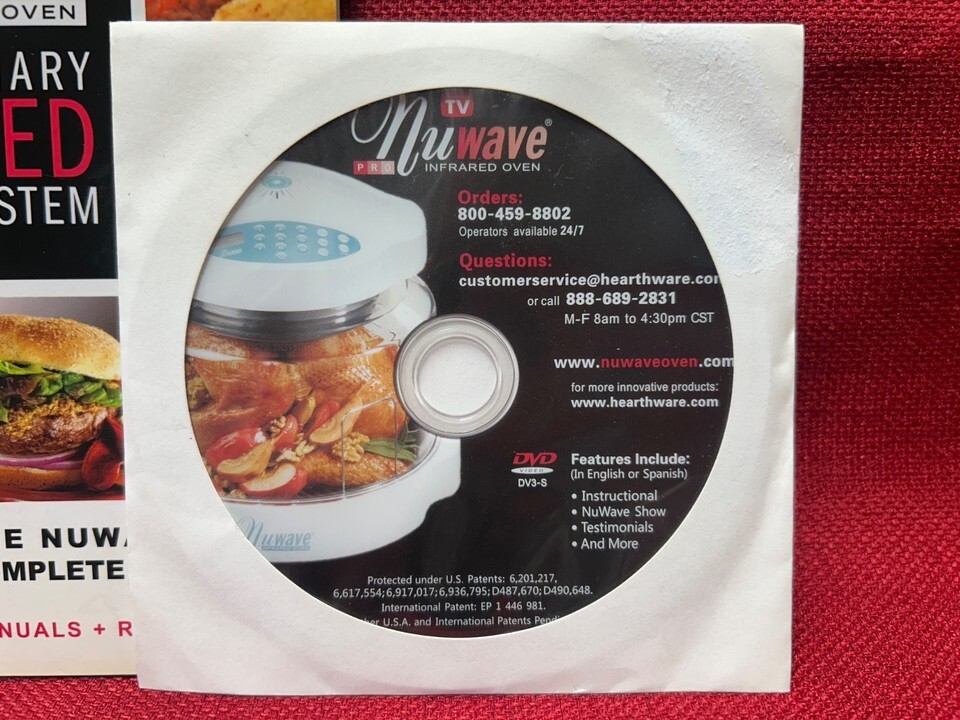 OVEN
ARY
ED
STEM
E NUW
MPLETE
NUALS + R
TV
Nuwave®
PRO INFRARED OVEN
Orders:
800-459-8802
Operators available 24/7
Questions:
customerservice@hearthware.com
or call 888-689-2831
M-F 8am to 4:30pm CST
www.nuwaveoven.com
for more innovative products:
www.hearthware.com
DVD
VIDEO
DV3-S
Features Include:
(In English or Spanish)
• Instructional
• NuWave Show
• Testimonials
• And More
Nuwave
Protected under U.S. Patents: 6,201,217,
6,617,554;6,917,017;6,936,795;D487,670;D490,648.
International Patent: EP 1 446 981.
her U.S.A. and International Patents Pendi